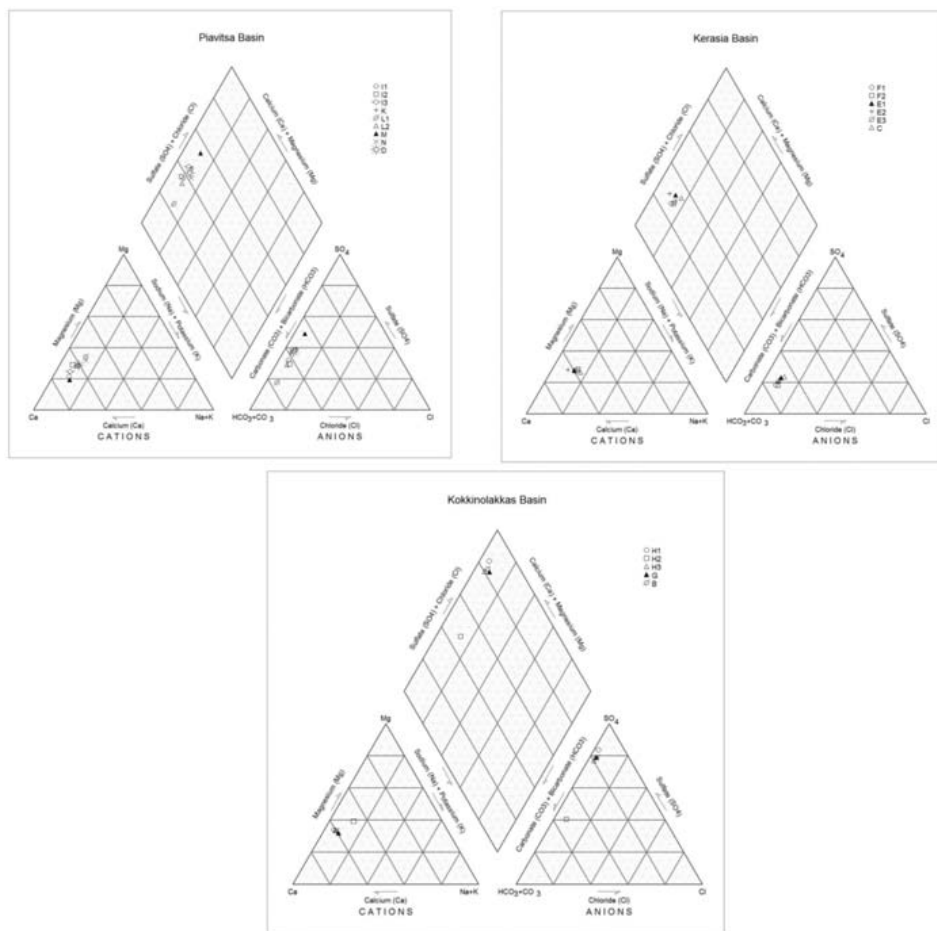 Piavitsa Basin
I1
I2
I3
K
L1
L2
M
N
D
Sulfate (SO4) + Chloride (Cl)
Calcium (Ca) + Magnesium (Mg)
Mg
SO4
Magnesium (Mg)
Sodium (Na) + Potassium (K)
Carbonate (CO3) + Bicarbonate (HCO3)
Sulfate (SO4)
Ca
Na+K
HCO3+CO3
Cl
Calcium (Ca)
Chloride (Cl)
CATIONS
ANIONS
Kerasia Basin
F1
F2
E1
E2
E3
C
Sulfate (SO4) + Chloride (Cl)
Calcium (Ca) + Magnesium (Mg)
Mg
SO4
Magnesium (Mg)
Sodium (Na) + Potassium (K)
Carbonate (CO3) + Bicarbonate (HCO3)
Sulfate (SO4)
Ca
Na+K
HCO3+CO3
Cl
Calcium (Ca)
Chloride (Cl)
CATIONS
ANIONS
Kokkinolakkas Basin
H1
H2
H3
G
B
Sulfate (SO4) + Chloride (Cl)
Calcium (Ca) + Magnesium (Mg)
Mg
SO4
Magnesium (Mg)
Sodium (Na) + Potassium (K)
Carbonate (CO3) + Bicarbonate (HCO3)
Sulfate (SO4)
Ca
Na+K
HCO3+CO3
Cl
Calcium (Ca)
Chloride (Cl)
CATIONS
ANIONS